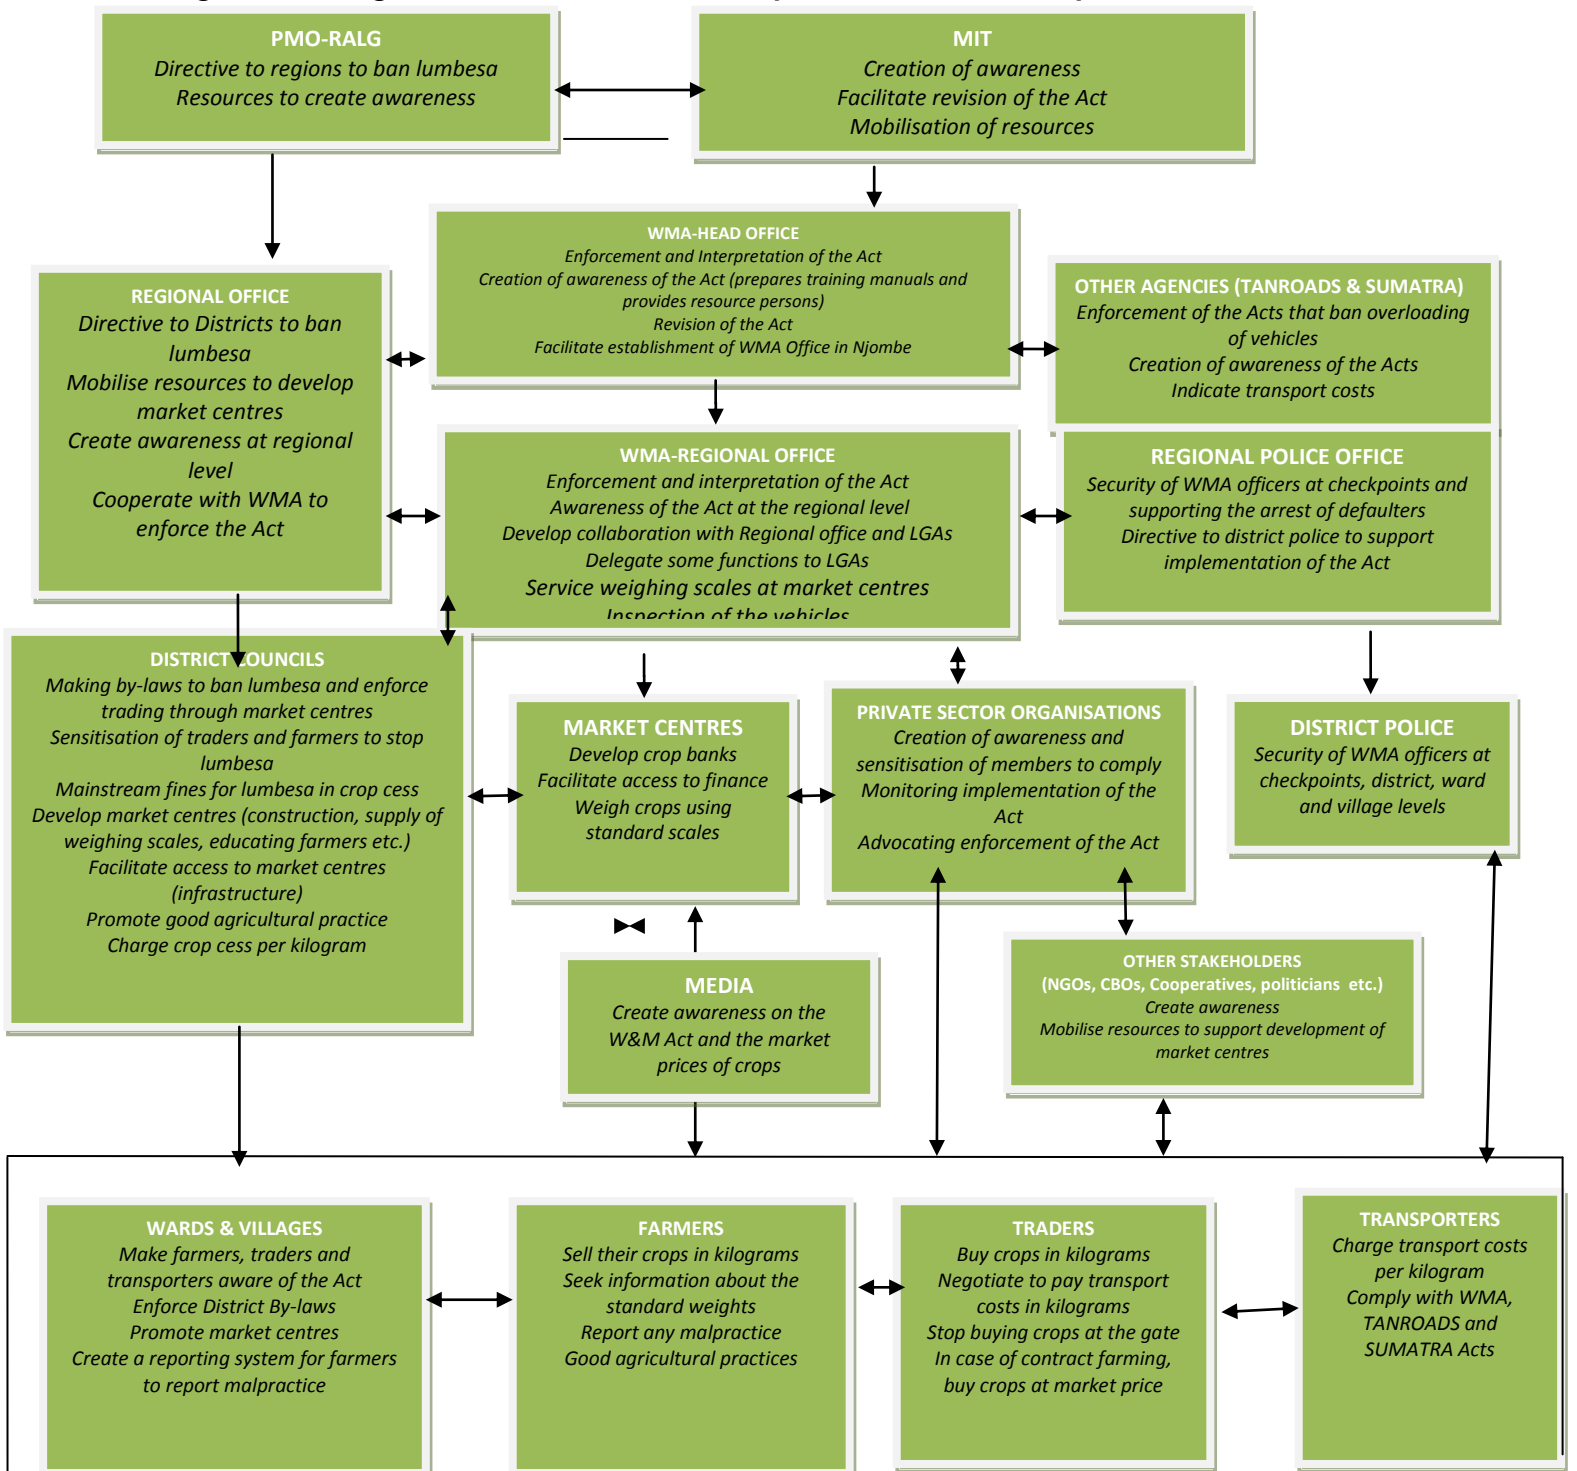 PMO-RALG
Directive to regions to ban lumbesa
Resources to create awareness
MIT
Creation of awareness
Facilitate revision of the Act
Mobilisation of resources
WMA-HEAD OFFICE
Enforcement and Interpretation of the Act
Creation of awareness of the Act (prepares training manuals and
provides resource persons)
Revision of the Act
Facilitate establishment of WMA Office in Njombe
REGIONAL OFFICE
Directive to Districts to ban
lumbesa
Mobilise resources to develop
market centres
Create awareness at regional
level
Cooperate with WMA to
enforce the Act
OTHER AGENCIES (TANROADS & SUMATRA)
Enforcement of the Acts that ban overloading
of vehicles
Creation of awareness of the Acts
Indicate transport costs
WMA-REGIONAL OFFICE
Enforcement and interpretation of the Act
Awareness of the Act at the regional level
Develop collaboration with Regional office and LGAs
Delegate some functions to LGAs
Service weighing scales at market centres
Inspection of the vehicles
REGIONAL POLICE OFFICE
Security of WMA officers at checkpoints and
supporting the arrest of defaulters
Directive to district police to support
implementation of the Act
DISTRICT COUNCILS
Making by-laws to ban lumbesa and enforce
trading through market centres
Sensitisation of traders and farmers to stop
lumbesa
Mainstream fines for lumbesa in crop cess
Develop market centres (construction, supply of
weighing scales, educating farmers etc.)
Facilitate access to market centres
(infrastructure)
Promote good agricultural practice
Charge crop cess per kilogram
MARKET CENTRES
Develop crop banks
Facilitate access to finance
Weigh crops using
standard scales
PRIVATE SECTOR ORGANISATIONS
Creation of awareness and
sensitisation of members to comply
Monitoring implementation of the
Act
Advocating enforcement of the Act
DISTRICT POLICE
Security of WMA officers at
checkpoints, district, ward
and village levels
MEDIA
Create awareness on the
W&M Act and the market
prices of crops
OTHER STAKEHOLDERS
(NGOs, CBOs, Cooperatives, politicians etc.)
Create awareness
Mobilise resources to support development of
market centres
WARDS & VILLAGES
Make farmers, traders and
transporters aware of the Act
Enforce District By-laws
Promote market centres
Create a reporting system for farmers
to report malpractice
FARMERS
Sell their crops in kilograms
Seek information about the
standard weights
Report any malpractice
Good agricultural practices
TRADERS
Buy crops in kilograms
Negotiate to pay transport
costs in kilograms
Stop buying crops at the gate
In case of contract farming,
buy crops at market price
TRANSPORTERS
Charge transport costs
per kilogram
Comply with WMA,
TANROADS and
SUMATRA Acts